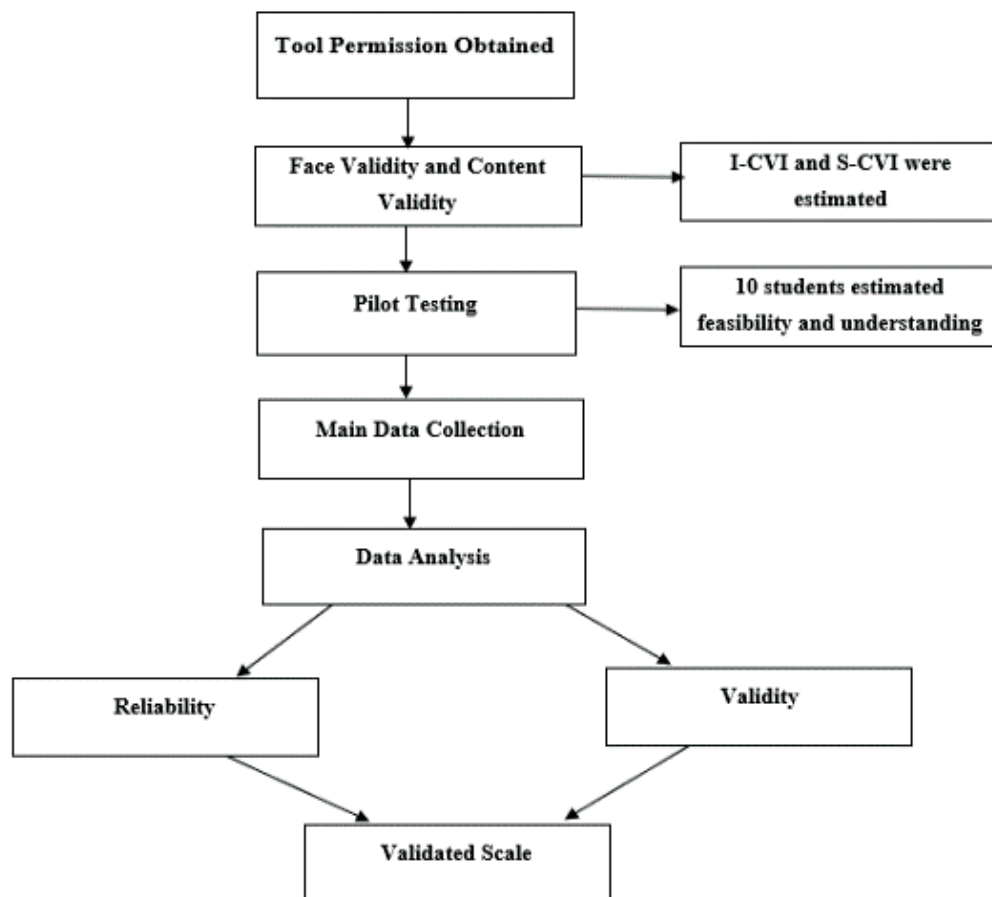 Tool Permission Obtained
Face Validity and Content
Validity
I-CVI and S-CVI were
estimated
Pilot Testing
10 students estimated
feasibility and understanding
Main Data Collection
Data Analysis
Reliability
Validity
Validated Scale